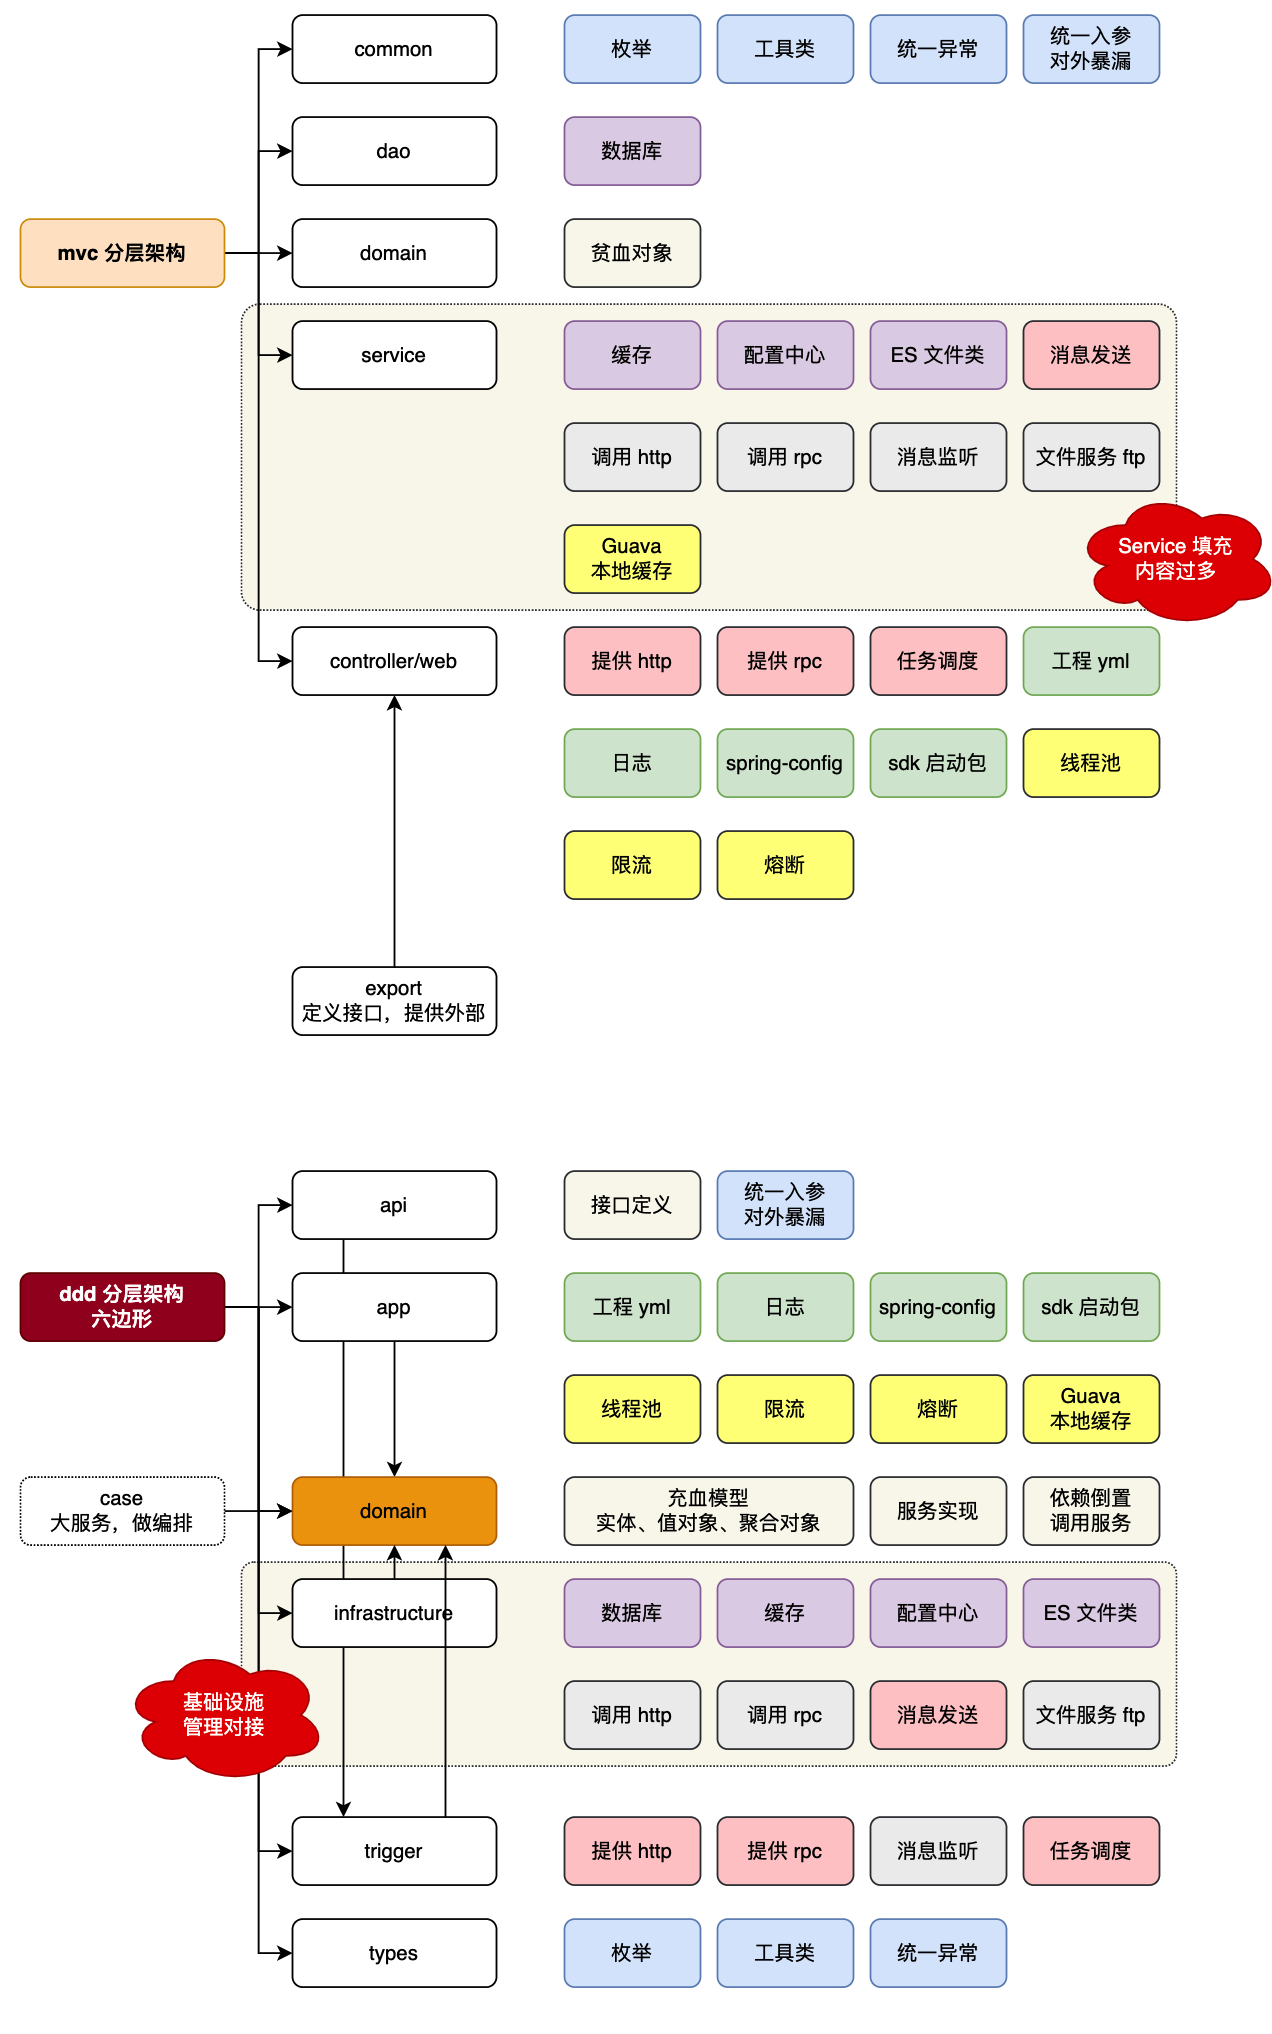 common
枚举
工具类
统一异常
统一入参
对外暴漏
dao
数据库
mvc 分层架构
domain
贫血对象
service
缓存
配置中心
ES 文件类
消息发送
调用 http
调用 rpc
消息监听
文件服务 ftp
Guava
本地缓存
Service 填充
内容过多
controller/web
提供 http
提供 rpc
任务调度
工程 yml
日志
spring-config
sdk 启动包
线程池
限流
熔断
export
定义接口，提供外部
api
接口定义
统一入参
对外暴漏
ddd 分层架构
六边形
app
工程 yml
日志
spring-config
sdk 启动包
线程池
限流
熔断
Guava
本地缓存
case
大服务，做编排
domain
充血模型
实体、值对象、聚合对象
服务实现
依赖倒置
调用服务
infrastructure
数据库
缓存
配置中心
ES 文件类
基础设施
管理对接
调用 http
调用 rpc
消息发送
文件服务 ftp
trigger
提供 http
提供 rpc
消息监听
任务调度
types
枚举
工具类
统一异常